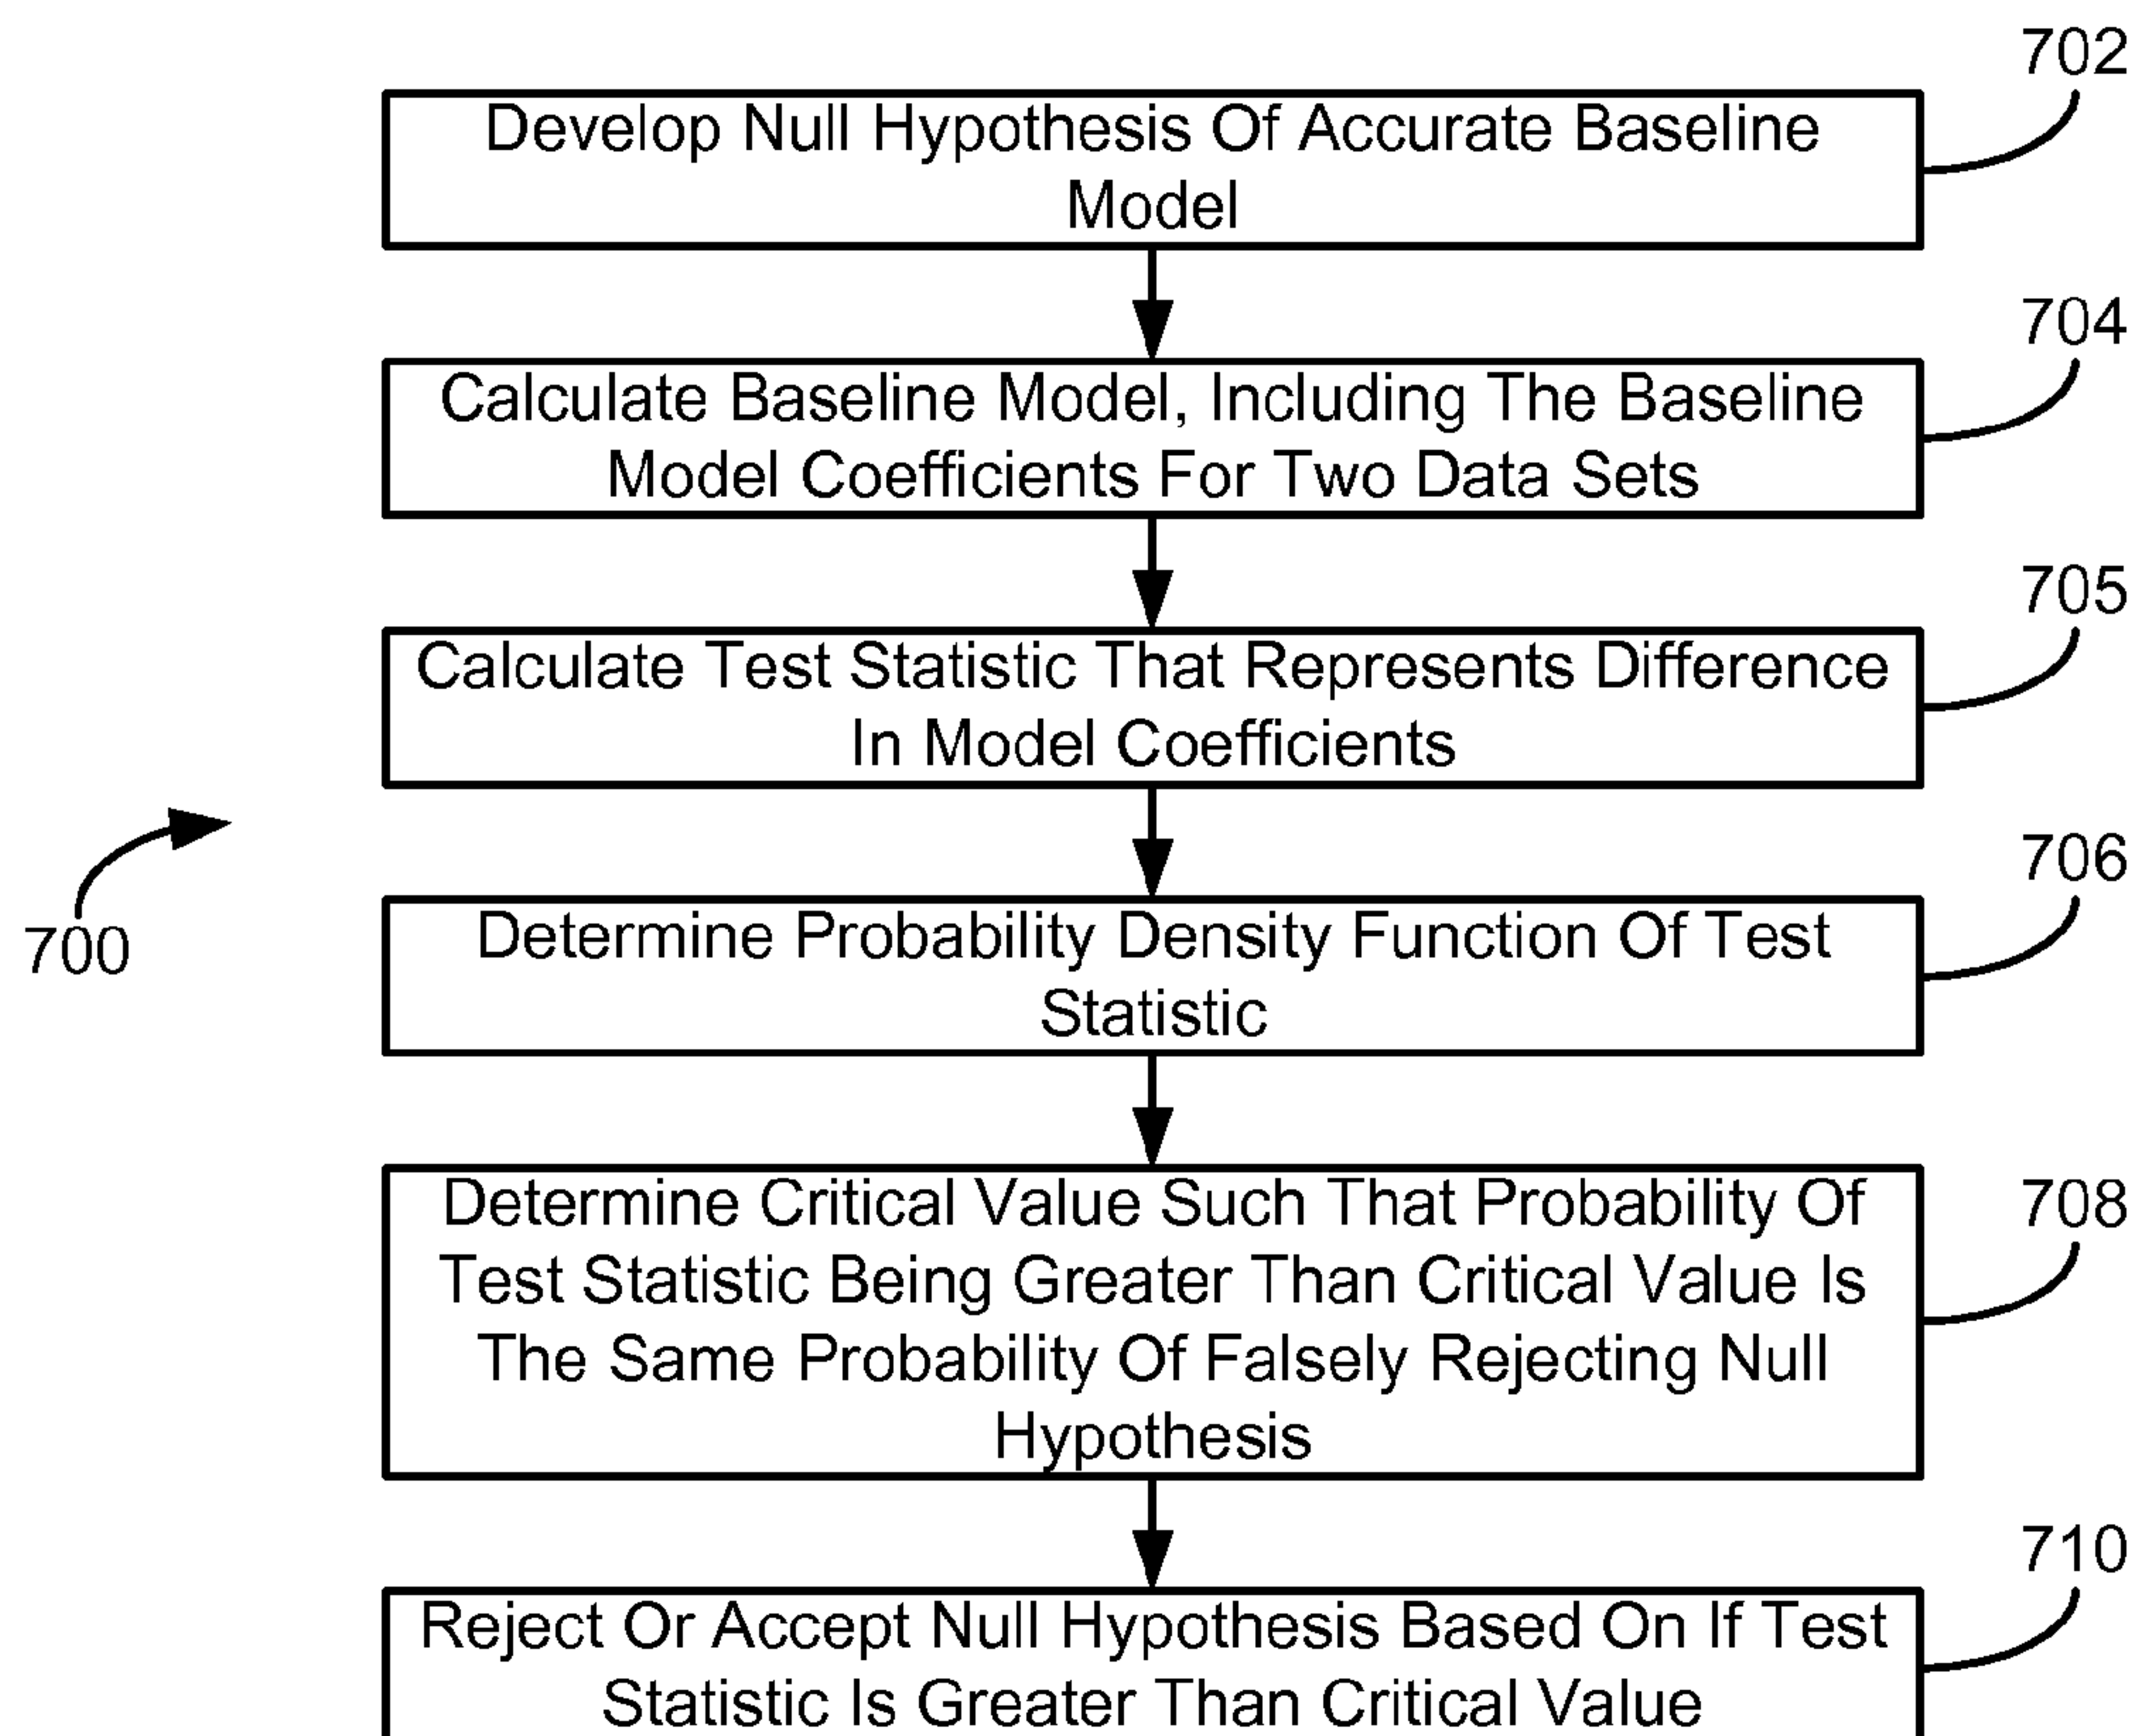 702
Develop Null Hypothesis Of Accurate Baseline
Model
704
Calculate Baseline Model, Including The Baseline
Model Coefficients For Two Data Sets
705
Calculate Test Statistic That Represents Difference
In Model Coefficients
700
706
Determine Probability Density Function Of Test
Statistic
708
Determine Critical Value Such That Probability Of
Test Statistic Being Greater Than Critical Value Is
The Same Probability Of Falsely Rejecting Null
Hypothesis
710
Reject Or Accept Null Hypothesis Based On If Test
Statistic Is Greater Than Critical Value